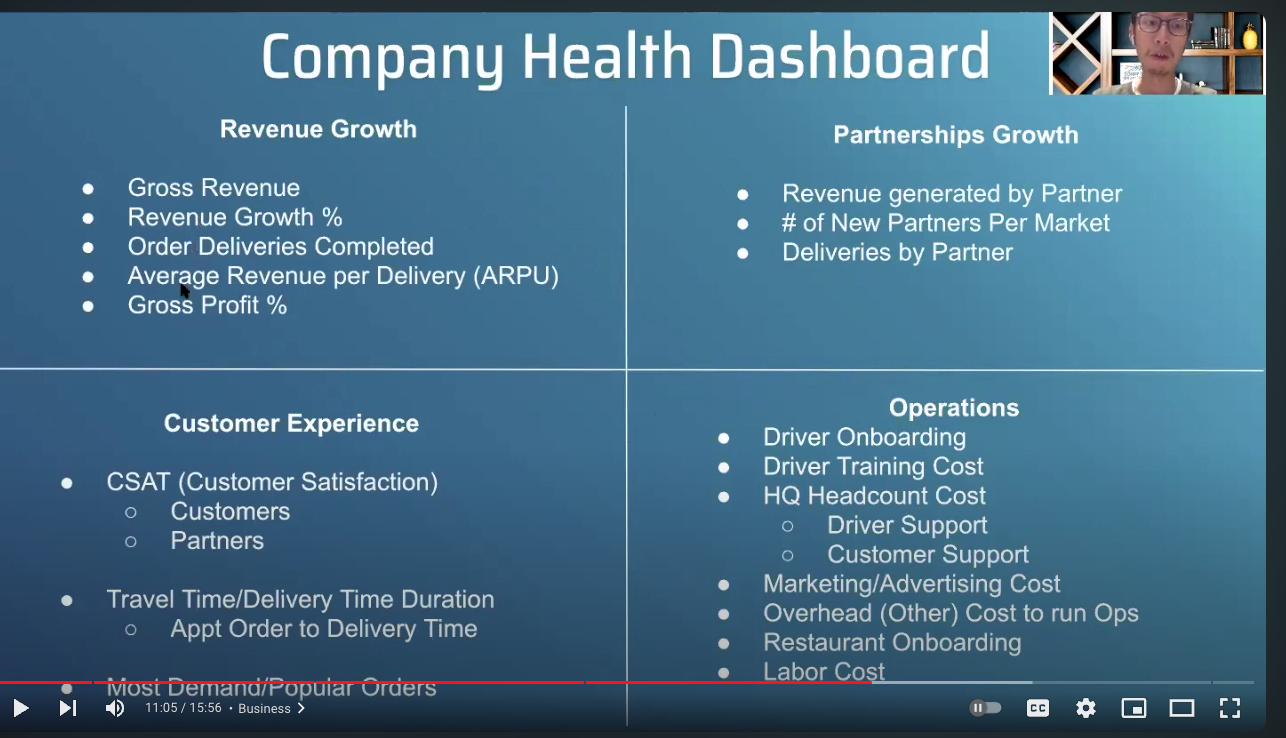 Company Health Dashboard
Revenue Growth
● Gross Revenue
● Revenue Growth %
● Order Deliveries Completed
● Average Revenue per Delivery (ARPU)
● Gross Profit %
Partnerships Growth
● Revenue generated by Partner
● # of New Partners Per Market
● Deliveries by Partner
Customer Experience
● CSAT (Customer Satisfaction)
○ Customers
○ Partners
● Travel Time/Delivery Time Duration
○ Appt Order to Delivery Time
● Most Demand/Popular Orders
Operations
● Driver Onboarding
● Driver Training Cost
● HQ Headcount Cost
○ Driver Support
○ Customer Support
● Marketing/Advertising Cost
● Overhead (Other) Cost to run Ops
● Restaurant Onboarding
● Labor Cost
11:05 / 15:56 • Business
CC